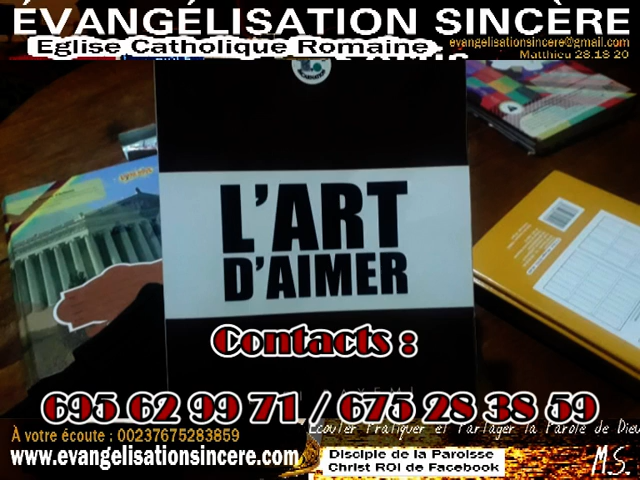 ÉVANGÉLISATION SINCÈRE
Eglise Catholique Romaine
evangelisationsincere@gmail.com
Matthieu 28.18 20
L'ART
D'AIMER
Contacts :
695 62 99 71 / 675 28 38 59
Ecouter Pratiquer et Partager la Parole de Dieu
À votre écoute : 00237675283859
www.evangelisationsincere.com
Disciple de la Paroisse
Christ ROI de Facebook
M.S.